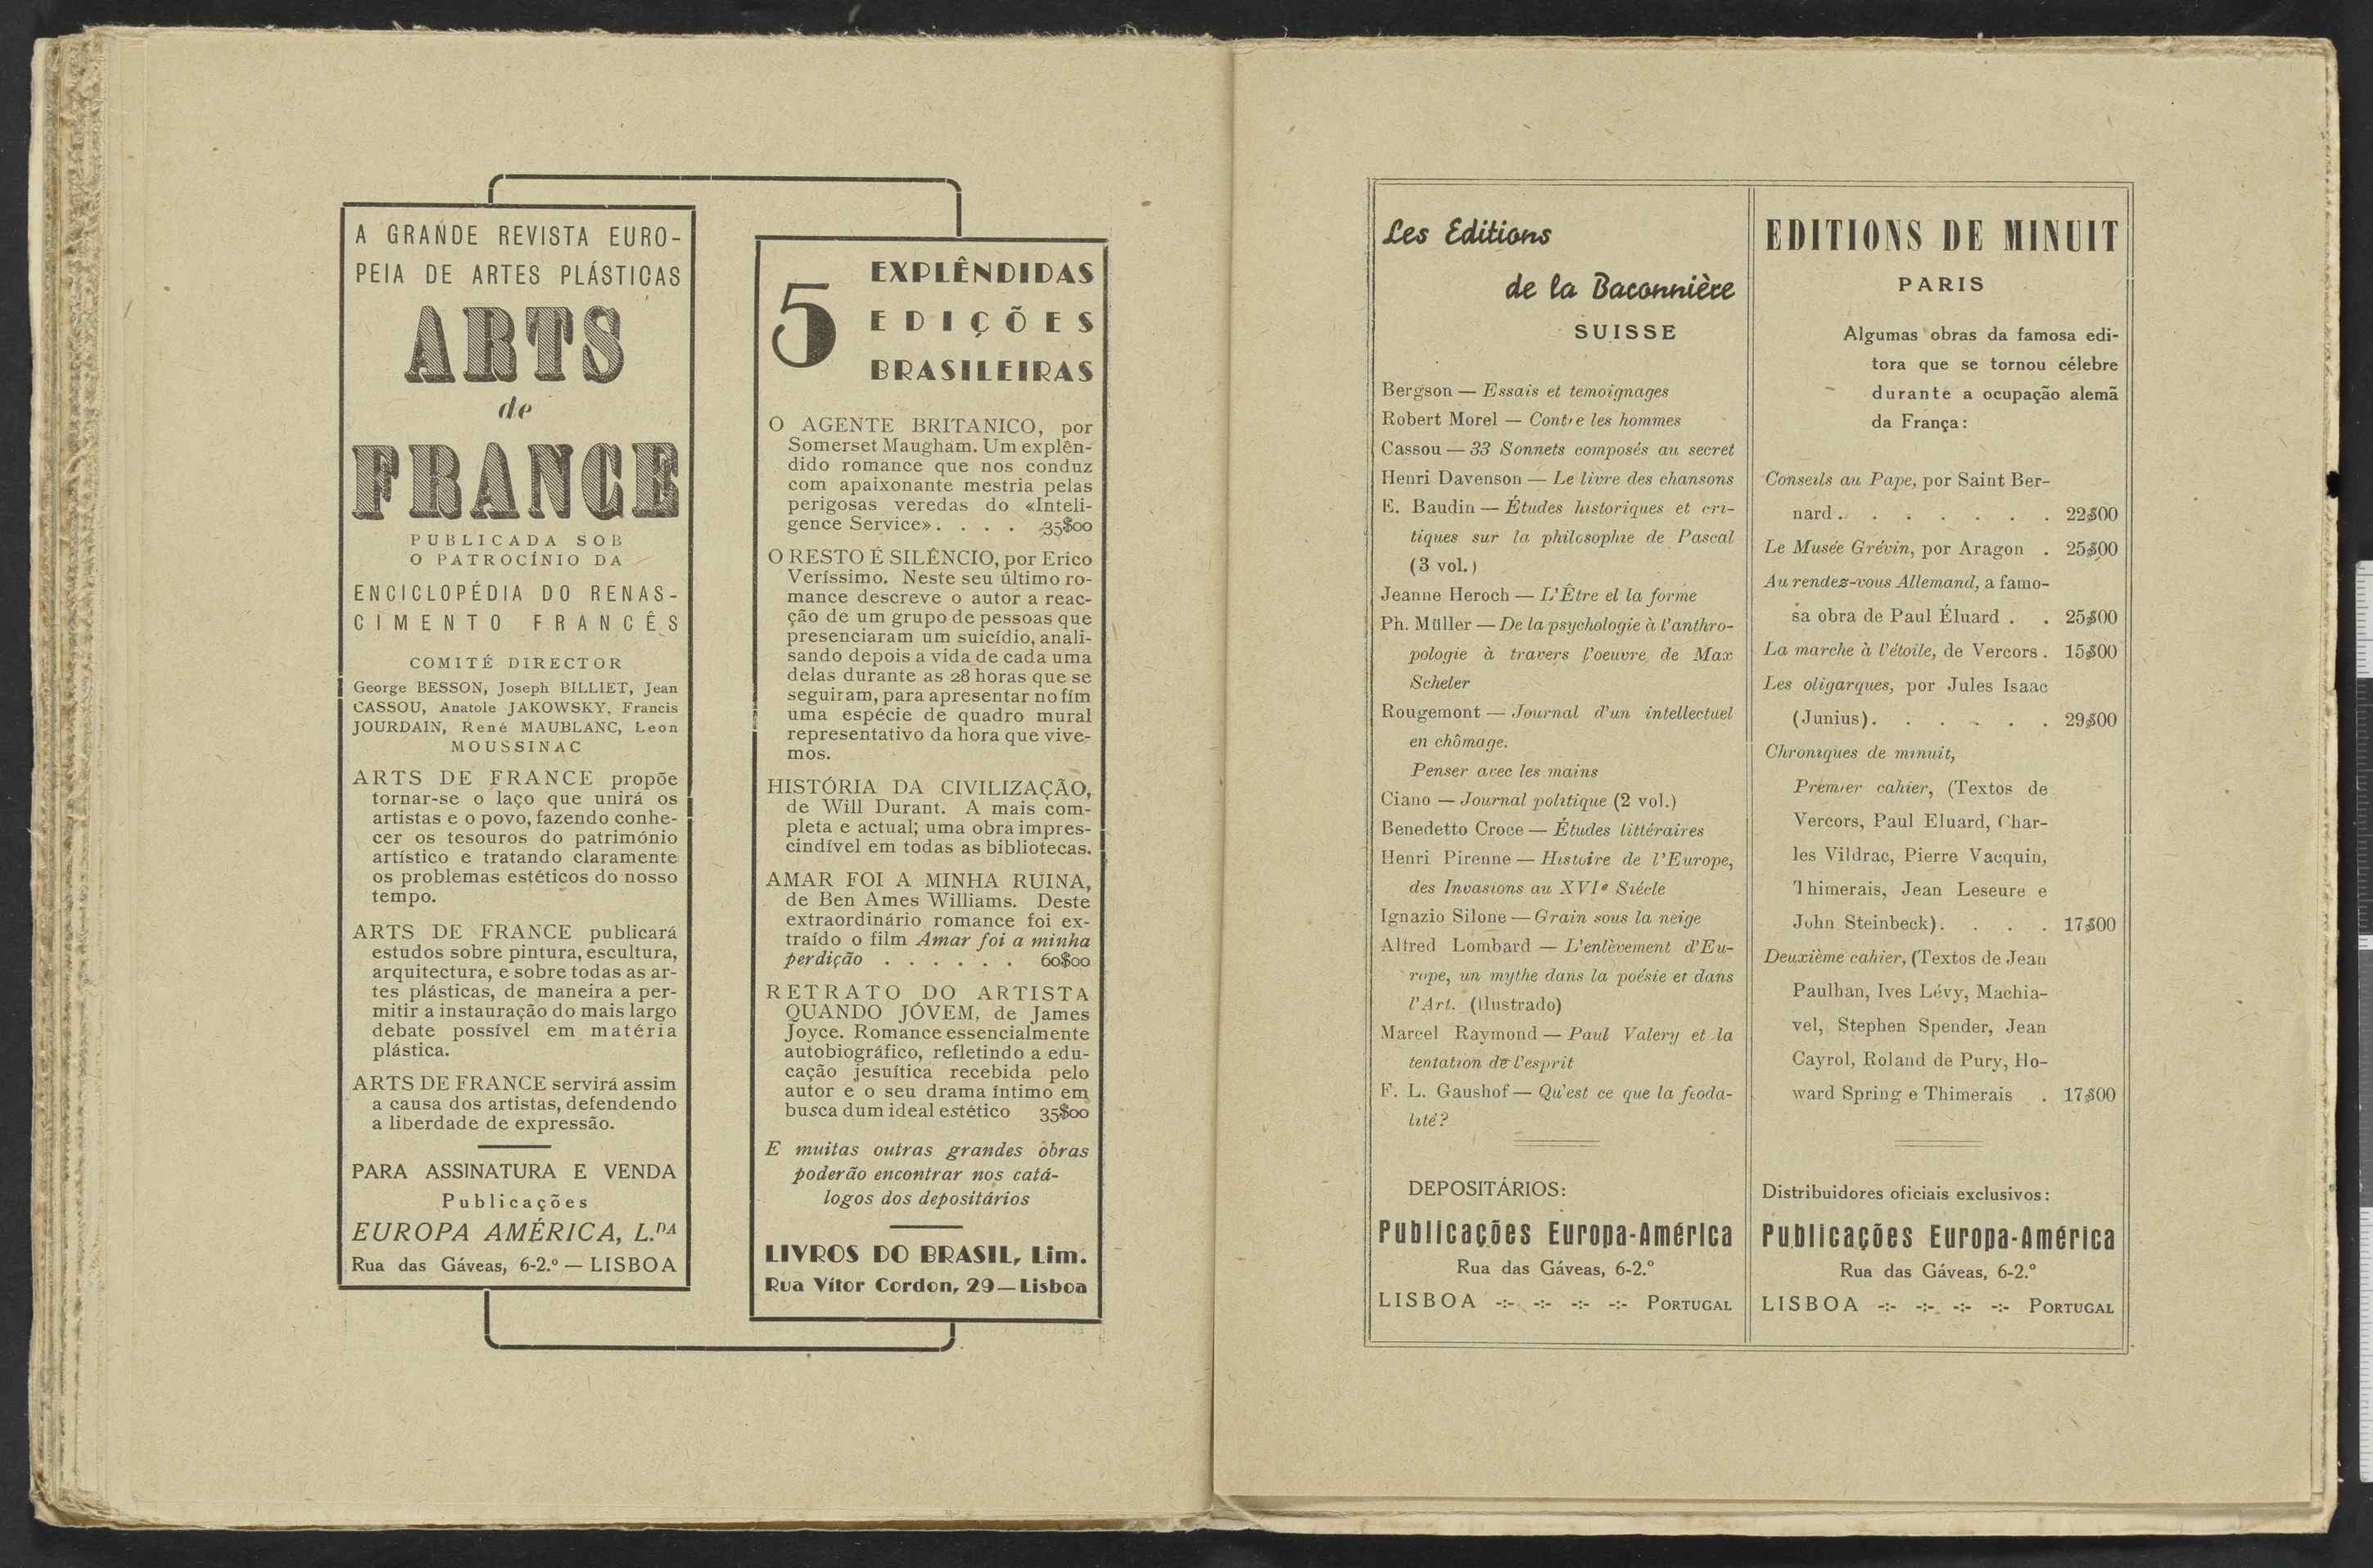 A GRANDE REVISTA EURO-
PEIA DE ARTES PLÁSTICAS
ARTS
de
FRANCE
PUBLICADA SOB
O PATROCÍNIO DA
ENCICLOPÉDIA DO RENAS-
CIMENTO FRANCÊS
COMITÉ DIRECTOR
George BESSON, Joseph BILLIET, Jean
CASSOU, Anatole JAKOWSKY, Francis
JOURDAIN, René MAUBLANC, Leon
MOUSSINAC
ARTS DE FRANCE propõe
tornar-se o laço que unirá os
artistas e o povo, fazendo conhe-
cer os tesouros do património
artístico e tratando claramente
os problemas estéticos do nosso
tempo.
ARTS DE FRANCE publicará
estudos sobre pintura, escultura,
arquitectura, e sobre todas as ar-
tes plásticas, de maneira a per-
mitir a instauração do mais largo
debate possível em matéria
plástica.
ARTS DE FRANCE servirá assim
a causa dos artistas, defendendo
a liberdade de expressão.
PARA ASSINATURA E VENDA
Publicações
EUROPA AMÉRICA, L.DA
Rua das Gáveas, 6-2.º — LISBOA
5 EXPLÊNDIDAS
EDIÇÕES
BRASILEIRAS
O AGENTE BRITANICO, por
Somerset Maugham. Um explên-
dido romance que nos conduz
com apaixonante mestria pelas
perigosas veredas do «Inteli-
gence Service» . . . . 35$00
O RESTO É SILÊNCIO, por Erico
Veríssimo. Neste seu último ro-
mance descreve o autor a reac-
ção de um grupo de pessoas que
presenciaram um suicídio, anali-
sando depois a vida de cada uma
delas durante as 28 horas que se
seguiram, para apresentar no fim
uma espécie de quadro mural
representativo da hora que vive-
mos.
HISTÓRIA DA CIVILIZAÇÃO,
de Will Durant. A mais com-
pleta e actual; uma obra impres-
cindível em todas as bibliotecas.
AMAR FOI A MINHA RUINA,
de Ben Ames Williams. Deste
extraordinário romance foi ex-
traído o film Amar foi a minha
perdição . . . . . . 60$00
RETRATO DO ARTISTA
QUANDO JÓVEM, de James
Joyce. Romance essencialmente
autobiográfico, refletindo a edu-
cação jesuítica recebida pelo
autor e o seu drama íntimo em
busca dum ideal estético 35$00
E muitas outras grandes obras
poderão encontrar nos catá-
logos dos depositários
LIVROS DO BRASIL, Lim.
Rua Vítor Cordon, 29 — Lisboa
Les Editions
de la Baconnière
SUISSE
Bergson — Essais et temoignages
Robert Morel — Contre les hommes
Cassou — 33 Sonnets composés au secret
Henri Davenson — Le livre des chansons
E. Baudin — Études historiques et cri-
tiques sur la philosophie de Pascal
(3 vol.)
Jeanne Heroch — L'Être el la forme
Ph. Müller — De la psychologie à l'anthro-
pologie à travers l'oeuvre de Max
Scheler
Rougemont — Journal d'un intellectuel
en chômage.
Penser avec les mains
Ciano — Journal politique (2 vol.)
Benedetto Croce — Études littéraires
Henri Pirenne — Histoire de l'Europe,
des Invasions au XVIe Siécle
Ignazio Silone — Grain sous la neige
Alfred Lombard — L'enlèvement d'Eu-
rope, un mythe dans la poésie et dans
l'Art. (Ilustrado)
Marcel Raymond — Paul Valery et la
tentation de l'esprit
F. L. Gaushof — Qu'est ce que la feoda-
lité?
DEPOSITÁRIOS:
Publicações Europa-América
Rua das Gáveas, 6-2.º
LISBOA -:- -:- -:- -:- PORTUGAL
EDITIONS DE MINUIT
PARIS
Algumas obras da famosa edi-
tora que se tornou célebre
durante a ocupação alemã
da França:
Conseils au Pape, por Saint Ber-
nard . . . . . . . 22$00
Le Musée Grévin, por Aragon . 25$00
Au rendez-vous Allemand, a famo-
sa obra de Paul Éluard . . 25$00
La marche à l'étoile, de Vercors . 15$00
Les oligarques, por Jules Isaac
(Junius) . . . . . . 29$00
Chroniques de minuit,
Premier cahier, (Textos de
Vercors, Paul Eluard, Char-
les Vildrac, Pierre Vacquin,
Thimerais, Jean Leseure e
John Steinbeck) . . . . 17$00
Deuxième cahier, (Textos de Jean
Paulhan, Ives Lévy, Machia-
vel, Stephen Spender, Jean
Cayrol, Roland de Pury, Ho-
ward Spring e Thimerais . 17$00
Distribuidores oficiais exclusivos:
Publicações Europa-América
Rua das Gáveas, 6-2.º
LISBOA -:- -:- -:- -:- PORTUGAL